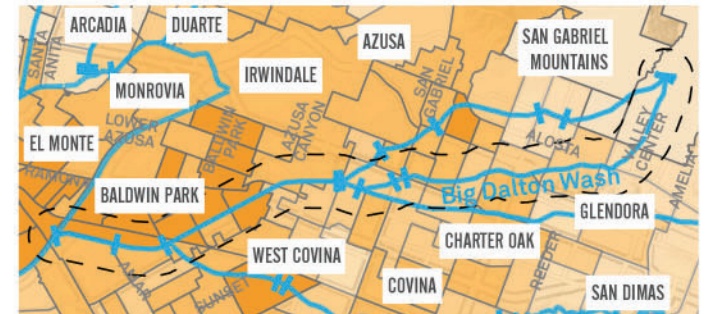 ARCADIA
DUARTE
SANTA
ANITA
AZUSA
SAN GABRIEL
MOUNTAINS
MONROVIA
IRWINDALE
SAN
GABRIEL
LOWER
AZUSA
BALDWIN
PARK
AZUSA
CANYON
EL MONTE
ALOSTA
VALLEY
CENTER
RAMONA
BALDWIN PARK
Big Dalton Wash
AMELIA
GLENDORA
CHARTER OAK
WEST COVINA
REEDER
COVINA
SUNSET
SAN DIMAS